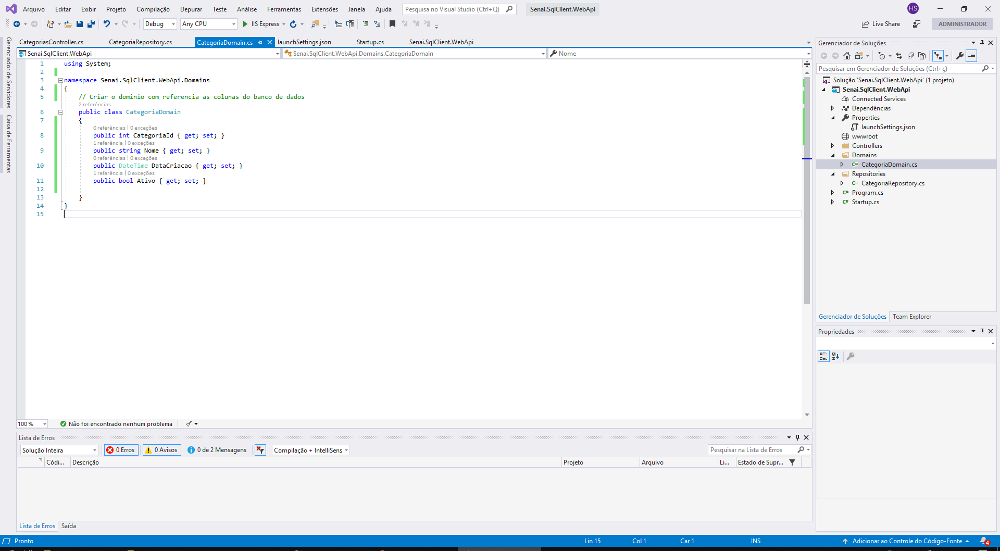 Arquivo Editar Exibir Projeto Compilação Depurar Teste Análise Ferramentas Extensões Janela Ajuda Pesquisa no Visual Studio (Ctrl+Q) Senai.SqlClient.WebApi HS
Debug Any CPU IIS Express Live Share ADMINISTRADOR
Gerenciador de Servidores
Caixa de Ferramentas
CategoriasController.cs CategoriaRepository.cs CategoriaDomain.cs launchSettings.json Startup.cs Senai.SqlClient.WebApi
Senai.SqlClient.WebApi Senai.SqlClient.WebApi.Domains.CategoriaDomain Nome
1 using System;
2
3 namespace Senai.SqlClient.WebApi.Domains
4 {
5 // Criar o dominio com referencia as colunas do banco de dados
2 referências
6 public class CategoriaDomain
7 {
0 referências | 0 exceções
8 public int CategoriaId { get; set; }
1 referência | 0 exceções
9 public string Nome { get; set; }
0 referências | 0 exceções
10 public DateTime DataCriacao { get; set; }
1 referência | 0 exceções
11 public bool Ativo { get; set; }
12
13 }
14 }
15
100 % Não foi encontrado nenhum problema
Lista de Erros
Solução Inteira 0 Erros 0 Avisos 0 de 2 Mensagens Compilação + IntelliSens Pesquisar na Lista de Erros
Códi... Descrição Projeto Arquivo Li... Estado de Supr...
Lista de Erros Saída
Gerenciador de Soluções
Pesquisar em Gerenciador de Soluções (Ctrl+ç)
Solução 'Senai.SqlClient.WebApi' (1 projeto)
Senai.SqlClient.WebApi
Connected Services
Dependências
Properties
launchSettings.json
wwwroot
Controllers
Domains
C# CategoriaDomain.cs
Repositories
C# CategoriaRepository.cs
C# Program.cs
C# Startup.cs
Gerenciador de Soluções Team Explorer
Propriedades
Pronto Lin 15 Col 1 Car 1 INS Adicionar ao Controle do Código-Fonte 4